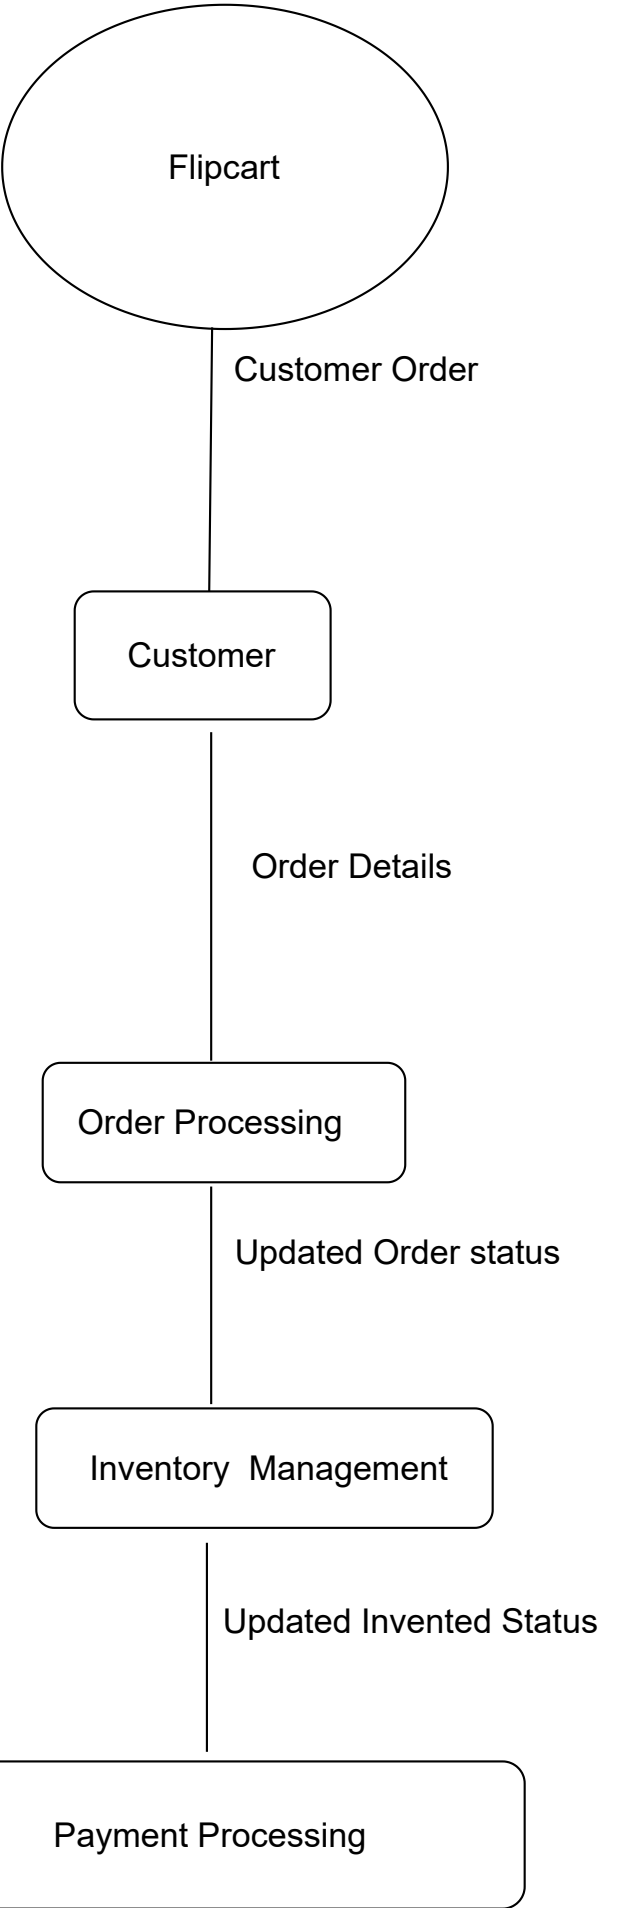 Flipcart
Customer Order
Customer
Order Details
Order Processing
Updated Order status
Inventory  Management
Updated Invented Status
Payment Processing